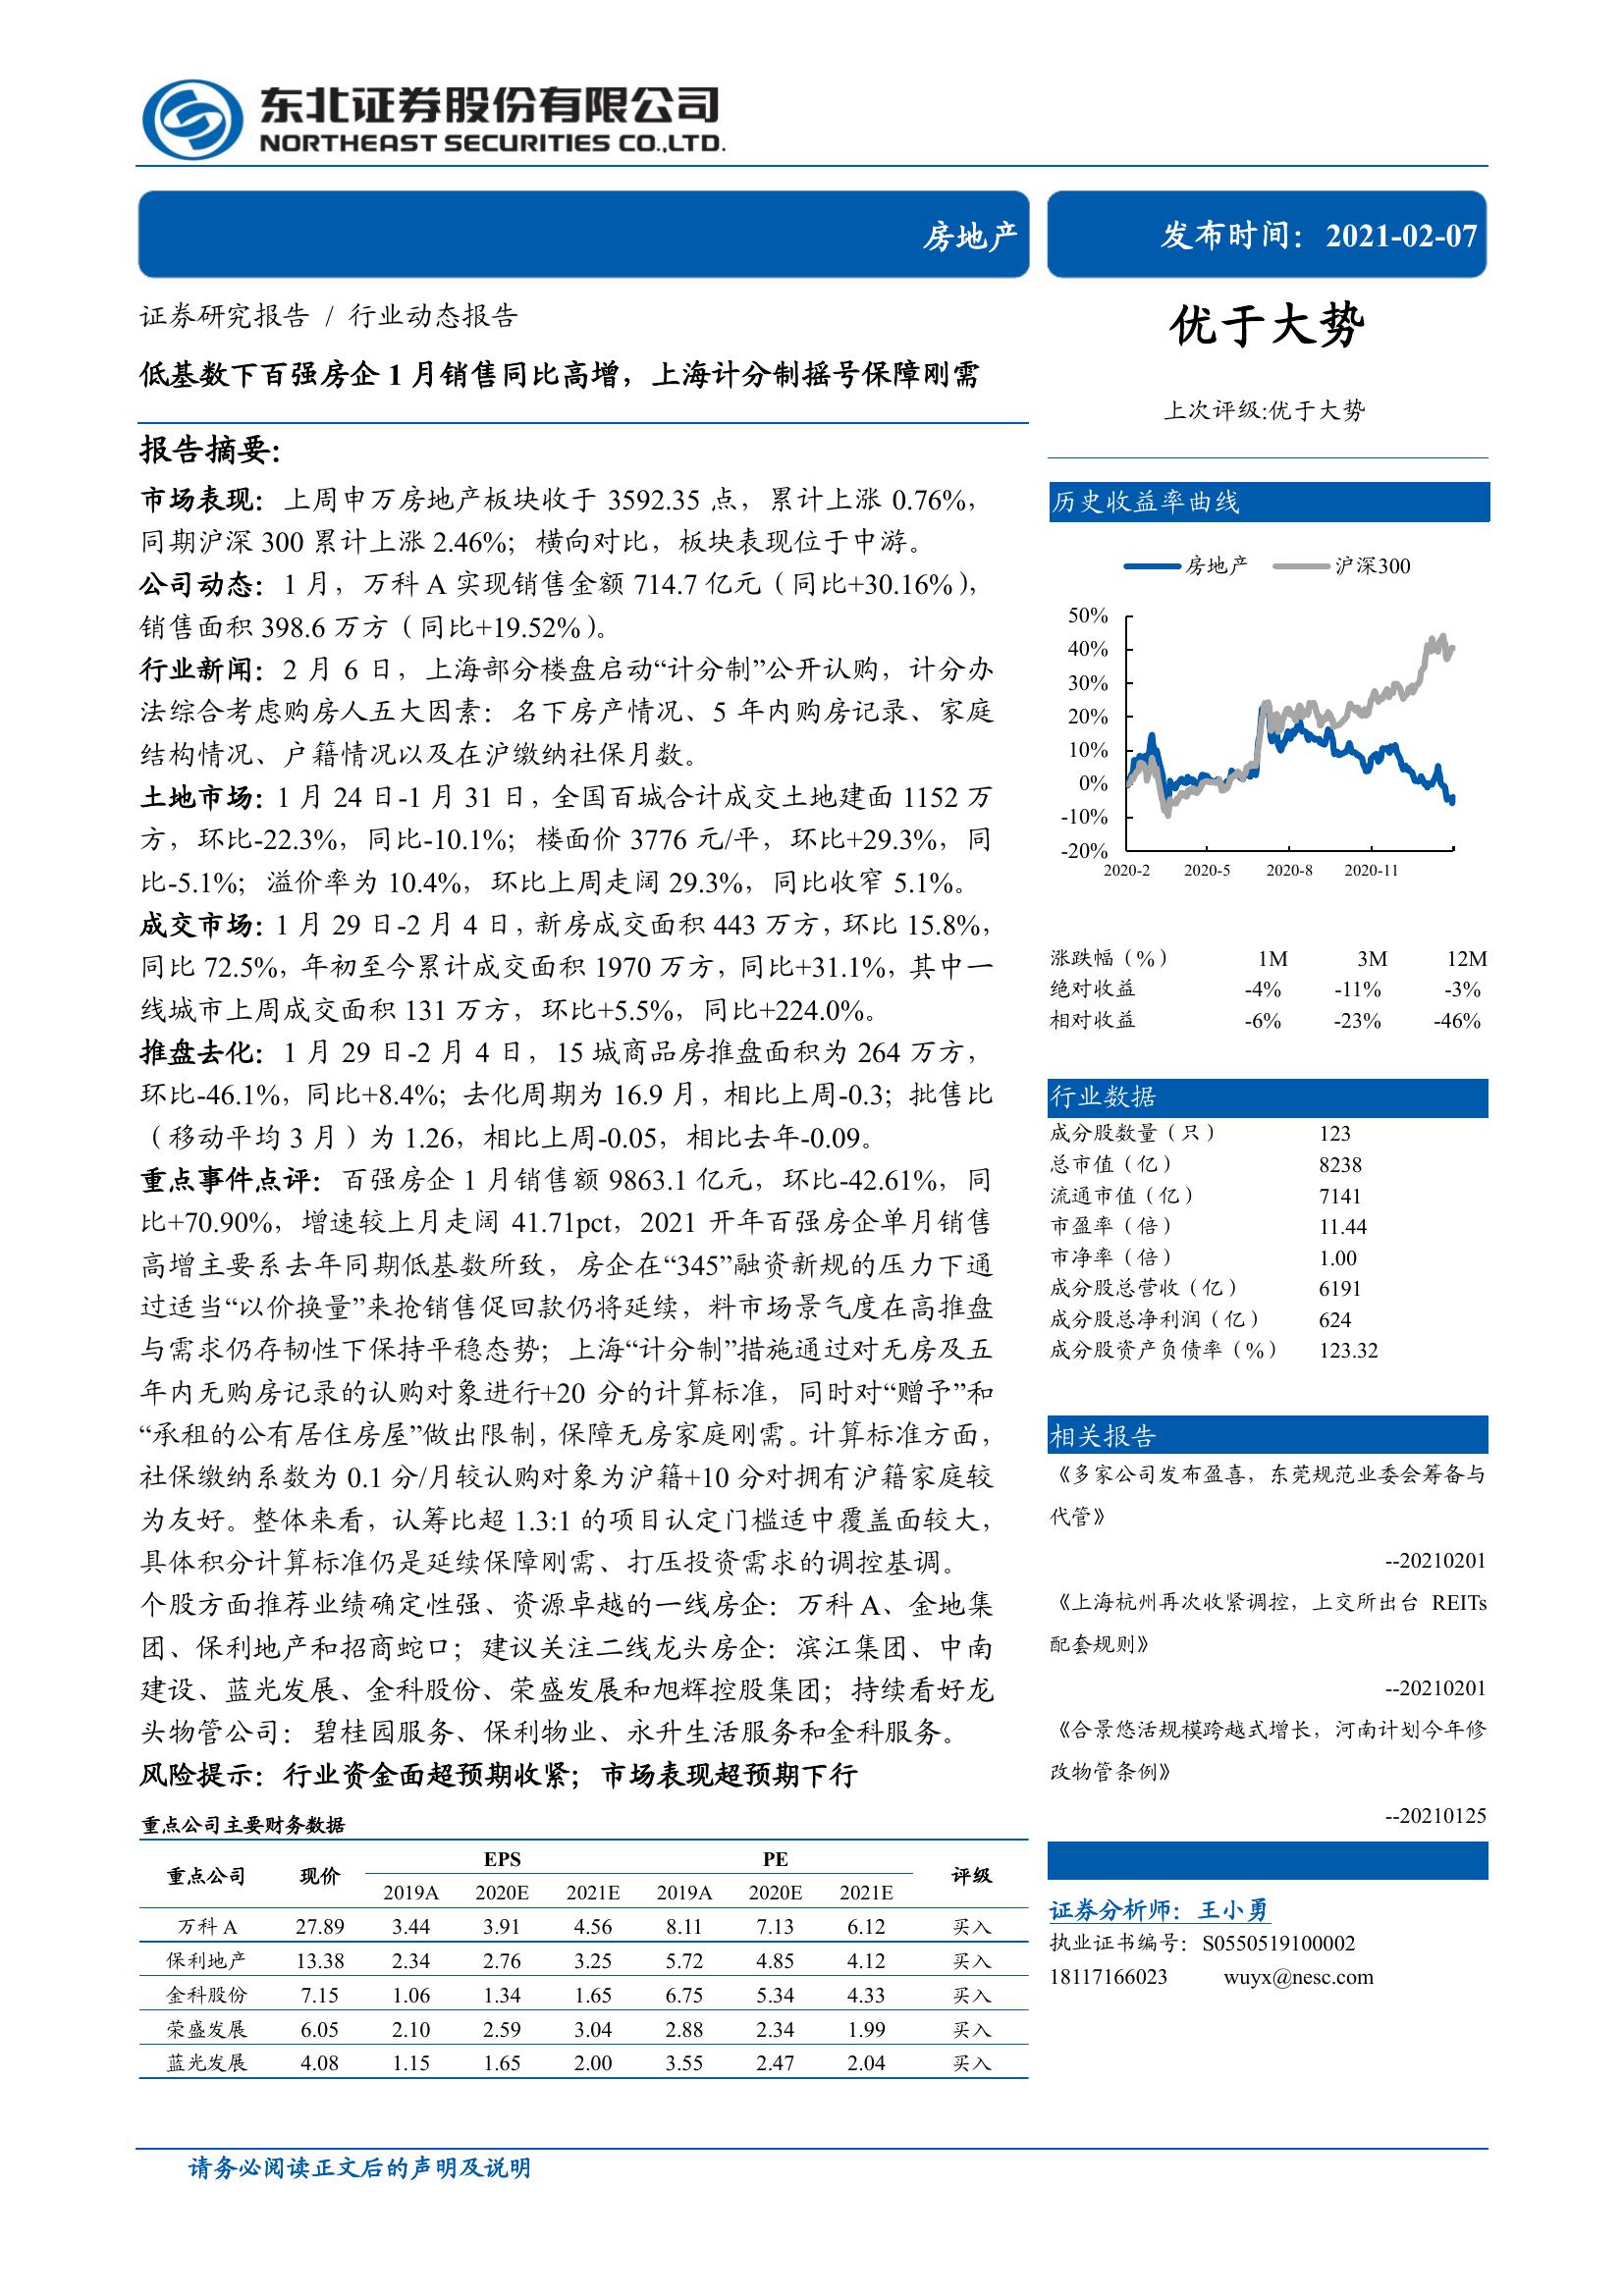 东北证券股份有限公司
NORTHEAST SECURITIES CO.,LTD.
房地产
发布时间：2021-02-07
证券研究报告 / 行业动态报告
低基数下百强房企 1 月销售同比高增，上海计分制摇号保障刚需
报告摘要：
市场表现：上周申万房地产板块收于 3592.35 点，累计上涨 0.76%，
同期沪深 300 累计上涨 2.46%；横向对比，板块表现位于中游。
公司动态：1 月，万科 A 实现销售金额 714.7 亿元（同比+30.16%），
销售面积 398.6 万方（同比+19.52%）。
行业新闻：2 月 6 日，上海部分楼盘启动“计分制”公开认购，计分办
法综合考虑购房人五大因素：名下房产情况、5 年内购房记录、家庭
结构情况、户籍情况以及在沪缴纳社保月数。
土地市场：1 月 24 日-1 月 31 日，全国百城合计成交土地建面 1152 万
方，环比-22.3%，同比-10.1%；楼面价 3776 元/平，环比+29.3%，同
比-5.1%；溢价率为 10.4%，环比上周走阔 29.3%，同比收窄 5.1%。
成交市场：1 月 29 日-2 月 4 日，新房成交面积 443 万方，环比 15.8%，
同比 72.5%，年初至今累计成交面积 1970 万方，同比+31.1%，其中一
线城市上周成交面积 131 万方，环比+5.5%，同比+224.0%。
推盘去化：1 月 29 日-2 月 4 日，15 城商品房推盘面积为 264 万方，
环比-46.1%，同比+8.4%；去化周期为 16.9 月，相比上周-0.3；批售比
（移动平均 3 月）为 1.26，相比上周-0.05，相比去年-0.09。
重点事件点评：百强房企 1 月销售额 9863.1 亿元，环比-42.61%，同
比+70.90%，增速较上月走阔 41.71pct，2021 开年百强房企单月销售
高增主要系去年同期低基数所致，房企在“345”融资新规的压力下通
过适当“以价换量”来抢销售促回款仍将延续，料市场景气度在高推盘
与需求仍存韧性下保持平稳态势；上海“计分制”措施通过对无房及五
年内无购房记录的认购对象进行+20 分的计算标准，同时对“赠予”和
“承租的公有居住房屋”做出限制，保障无房家庭刚需。计算标准方面，
社保缴纳系数为 0.1 分/月较认购对象为沪籍+10 分对拥有沪籍家庭较
为友好。整体来看，认筹比超 1.3:1 的项目认定门槛适中覆盖面较大，
具体积分计算标准仍是延续保障刚需、打压投资需求的调控基调。
个股方面推荐业绩确定性强、资源卓越的一线房企：万科 A、金地集
团、保利地产和招商蛇口；建议关注二线龙头房企：滨江集团、中南
建设、蓝光发展、金科股份、荣盛发展和旭辉控股集团；持续看好龙
头物管公司：碧桂园服务、保利物业、永升生活服务和金科服务。
风险提示：行业资金面超预期收紧；市场表现超预期下行
重点公司主要财务数据
重点公司 现价 EPS PE 评级
2019A 2020E 2021E 2019A 2020E 2021E
万科 A 27.89 3.44 3.91 4.56 8.11 7.13 6.12 买入
保利地产 13.38 2.34 2.76 3.25 5.72 4.85 4.12 买入
金科股份 7.15 1.06 1.34 1.65 6.75 5.34 4.33 买入
荣盛发展 6.05 2.10 2.59 3.04 2.88 2.34 1.99 买入
蓝光发展 4.08 1.15 1.65 2.00 3.55 2.47 2.04 买入
优于大势
上次评级:优于大势
历史收益率曲线
房地产 沪深300
50%
40%
30%
20%
10%
0%
-10%
-20%
2020-2 2020-5 2020-8 2020-11
涨跌幅（%） 1M 3M 12M
绝对收益 -4% -11% -3%
相对收益 -6% -23% -46%
行业数据
成分股数量（只） 123
总市值（亿） 8238
流通市值（亿） 7141
市盈率（倍） 11.44
市净率（倍） 1.00
成分股总营收（亿） 6191
成分股总净利润（亿） 624
成分股资产负债率（%） 123.32
相关报告
《多家公司发布盈喜，东莞规范业委会筹备与
代管》
--20210201
《上海杭州再次收紧调控，上交所出台 REITs
配套规则》
--20210201
《合景悠活规模跨越式增长，河南计划今年修
改物管条例》
--20210125
证券分析师：王小勇
执业证书编号：S0550519100002
18117166023 wuyx@nesc.com
请务必阅读正文后的声明及说明